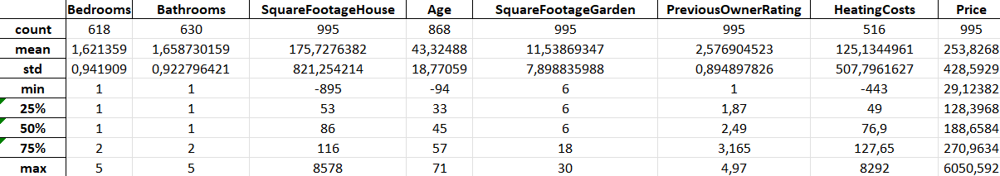 Bedrooms Bathrooms SquareFootageHouse Age SquareFootageGarden PreviousOwnerRating HeatingCosts Price
count 618 630 995 868 995 995 516 995
mean 1,621359 1,658730159 175,7276382 43,32488 11,53869347 2,576904523 125,1344961 253,8268
std 0,941909 0,922796421 821,254214 18,77059 7,898835988 0,894897826 507,7961627 428,5929
min 1 1 -895 -94 6 1 -443 29,12382
25% 1 1 53 33 6 1,87 49 128,3968
50% 1 1 86 45 6 2,49 76,9 188,6584
75% 2 2 116 57 18 3,165 127,65 270,9634
max 5 5 8578 71 30 4,97 8292 6050,592